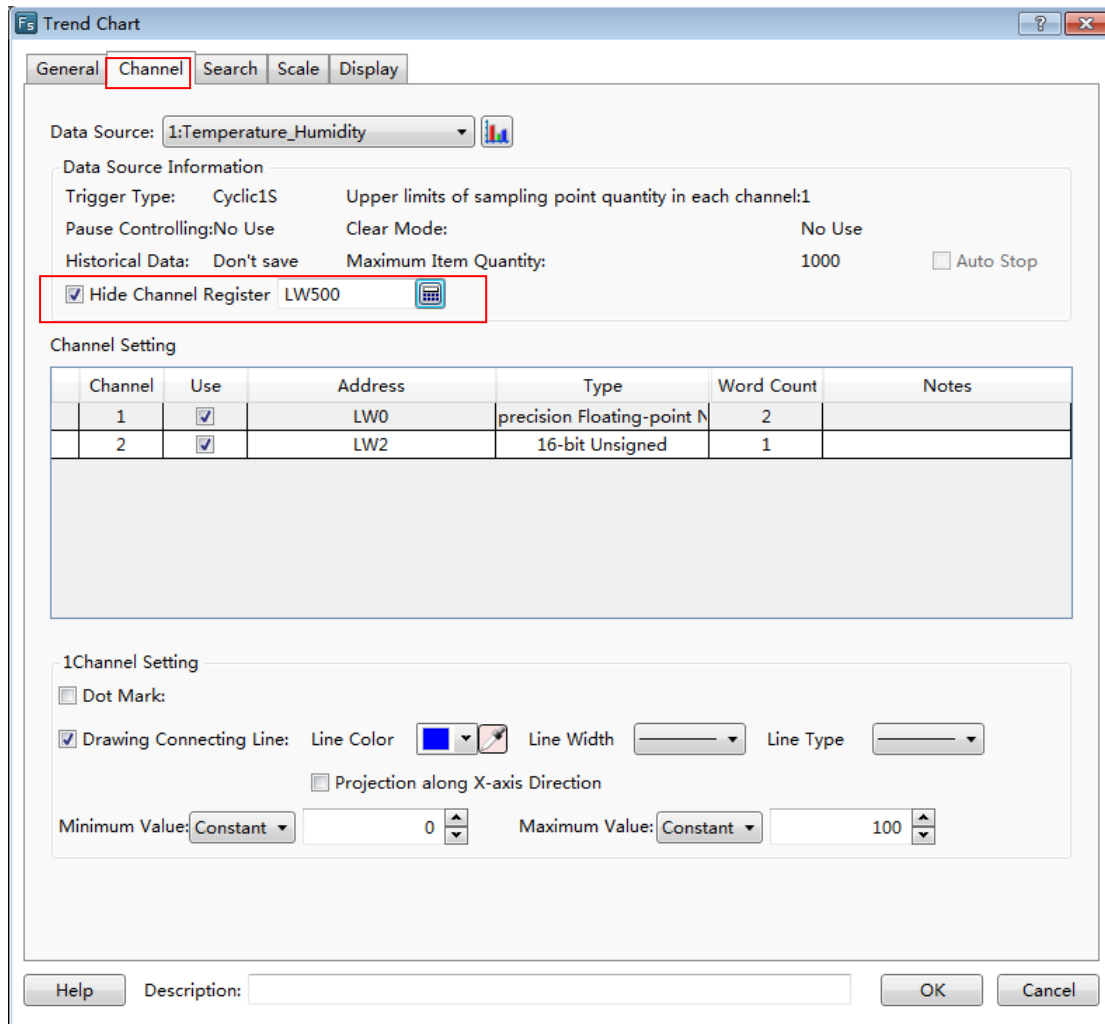 Fs Trend Chart
General Channel Search Scale Display
Data Source: 1:Temperature_Humidity
Data Source Information
Trigger Type: Cyclic1S Upper limits of sampling point quantity in each channel:1
Pause Controlling:No Use Clear Mode: No Use
Historical Data: Don't save Maximum Item Quantity: 1000 Auto Stop
Hide Channel Register LW500
Channel Setting
Channel Use Address Type Word Count Notes
1 LW0 precision Floating-point N 2
2 LW2 16-bit Unsigned 1
1Channel Setting
Dot Mark:
Drawing Connecting Line: Line Color Line Width Line Type
Projection along X-axis Direction
Minimum Value: Constant 0 Maximum Value: Constant 100
Help Description: OK Cancel